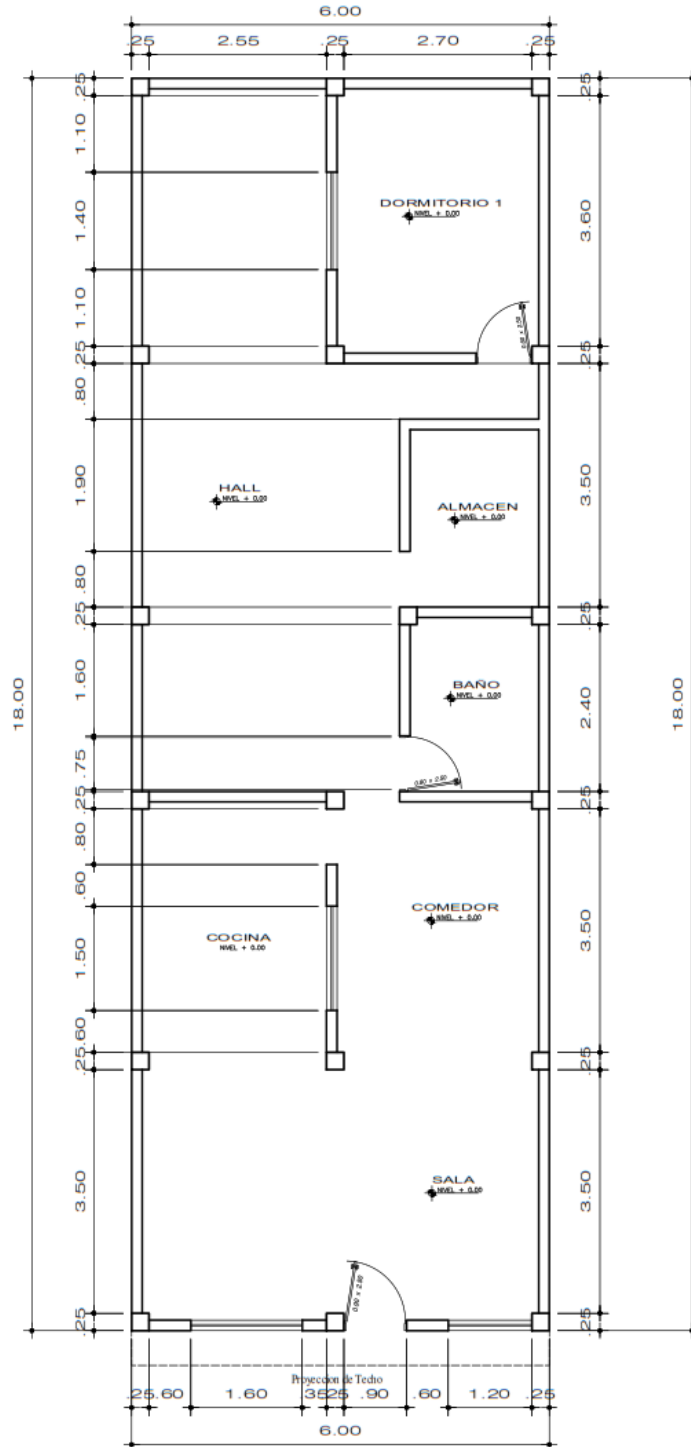 6.00
.25 2.55 .25 2.70 .25
.25
1.10
1.40
1.10
.25
.80
1.90
.80
.25
1.60
.75
.25
.80
.60
1.50
.60
.25
3.50
.25
18.00
.25
3.60
.25
3.50
.25
2.40
.25
3.50
.25
3.50
.25
18.00
DORMITORIO 1
NIVEL + 0.00
HALL
NIVEL + 0.00
ALMACEN
NIVEL + 0.00
BAÑO
NIVEL + 0.00
COMEDOR
NIVEL + 0.00
COCINA
NIVEL + 0.00
SALA
NIVEL + 0.00
Proyeccion de Techo
.25 .60 1.60 .35 .25 .90 .60 1.20 .25
6.00